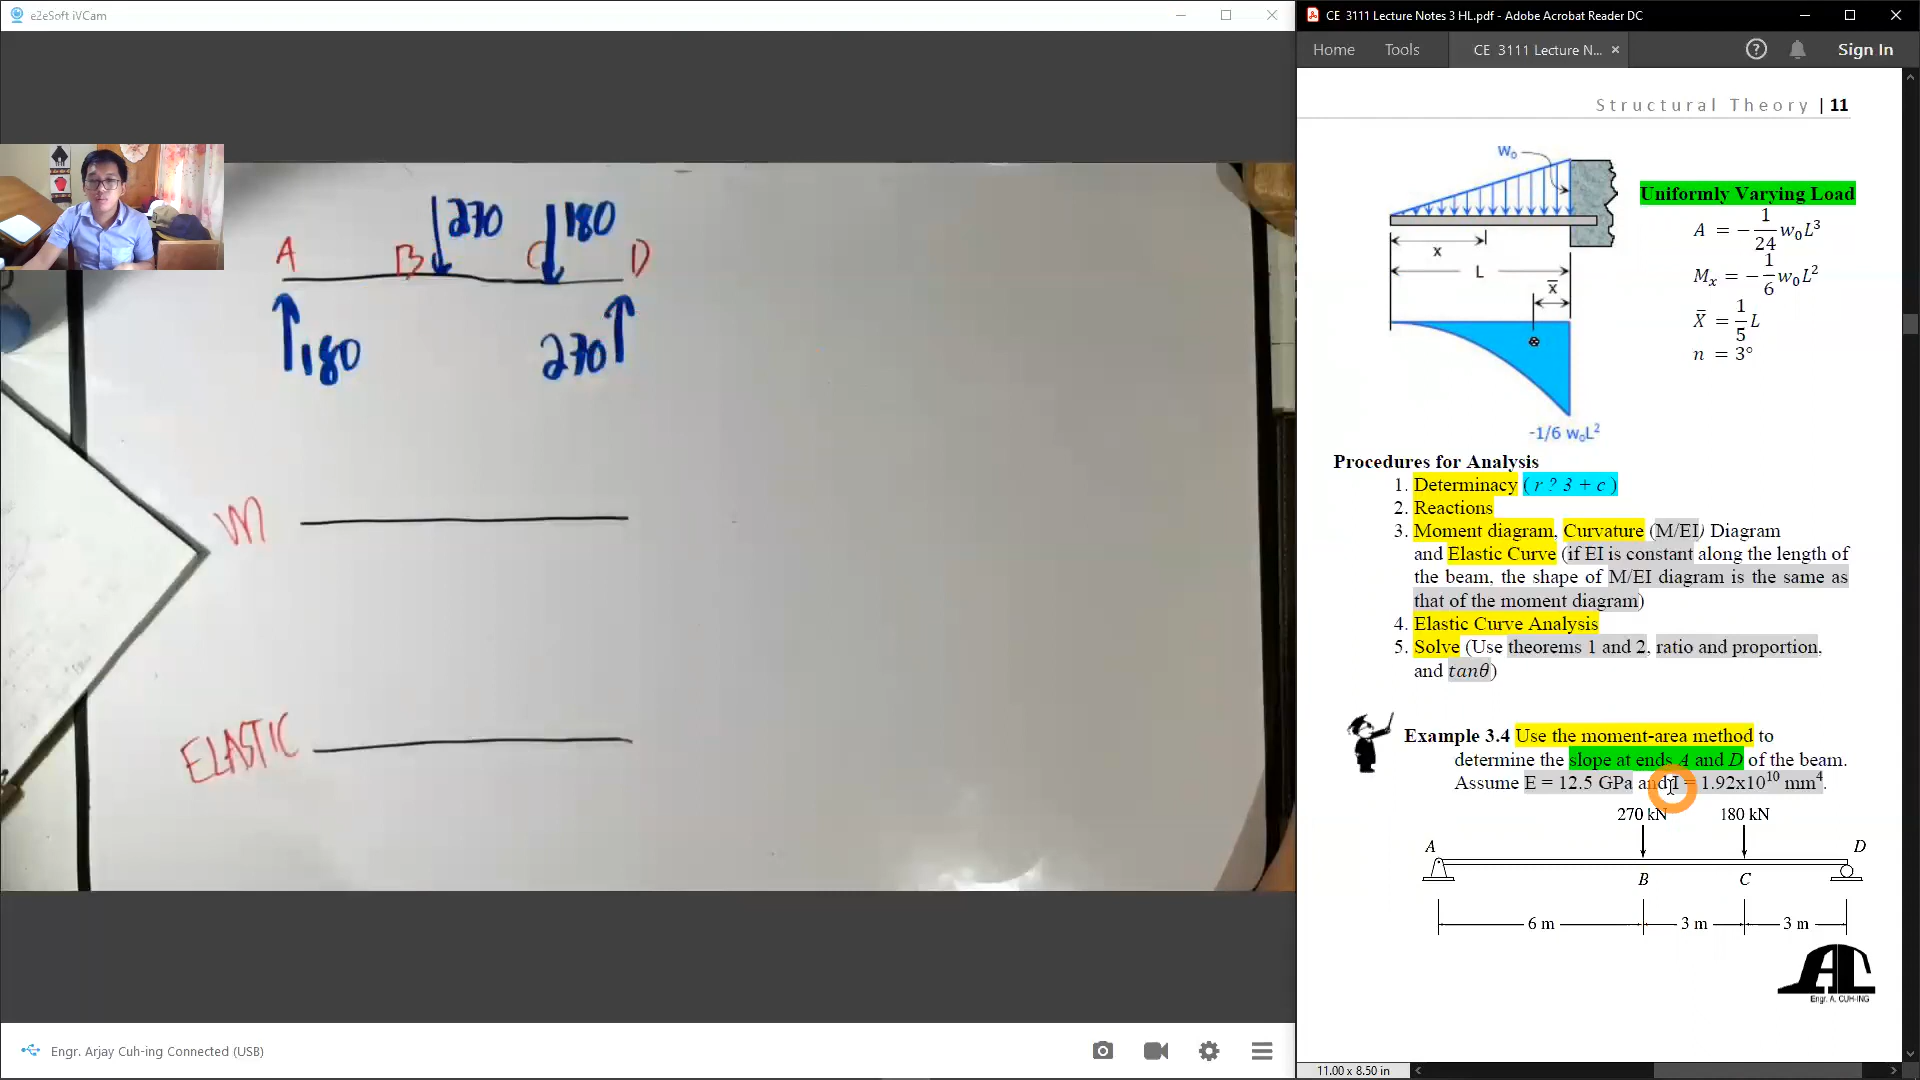 e2eSoft iVCam
270
180
A
B
C
D
180
270
M
ELASTIC
Engr. Arjay Cuh-ing Connected (USB)
CE 3111 Lecture Notes 3 HL.pdf - Adobe Acrobat Reader DC
Home
Tools
CE 3111 Lecture N... ×
Sign In
Structural Theory | 11
w₀
x
L
x̄
-1/6 w₀L²
Uniformly Varying Load
A = -1/24 w₀L³
Mₓ = -1/6 w₀L²
X̄ = 1/5 L
n = 3°
Procedures for Analysis
1. Determinacy ( r ? 3 + c )
2. Reactions
3. Moment diagram, Curvature (M/EI) Diagram
and Elastic Curve (if EI is constant along the length of
the beam, the shape of M/EI diagram is the same as
that of the moment diagram)
4. Elastic Curve Analysis
5. Solve (Use theorems 1 and 2, ratio and proportion,
and tanθ)
Example 3.4 Use the moment-area method to
determine the slope at ends A and D of the beam.
Assume E = 12.5 GPa and I = 1.92x10¹⁰ mm⁴.
270 kN
180 kN
A
D
B
C
6 m
3 m
3 m
Engr. A. CUH-ING
11.00 x 8.50 in